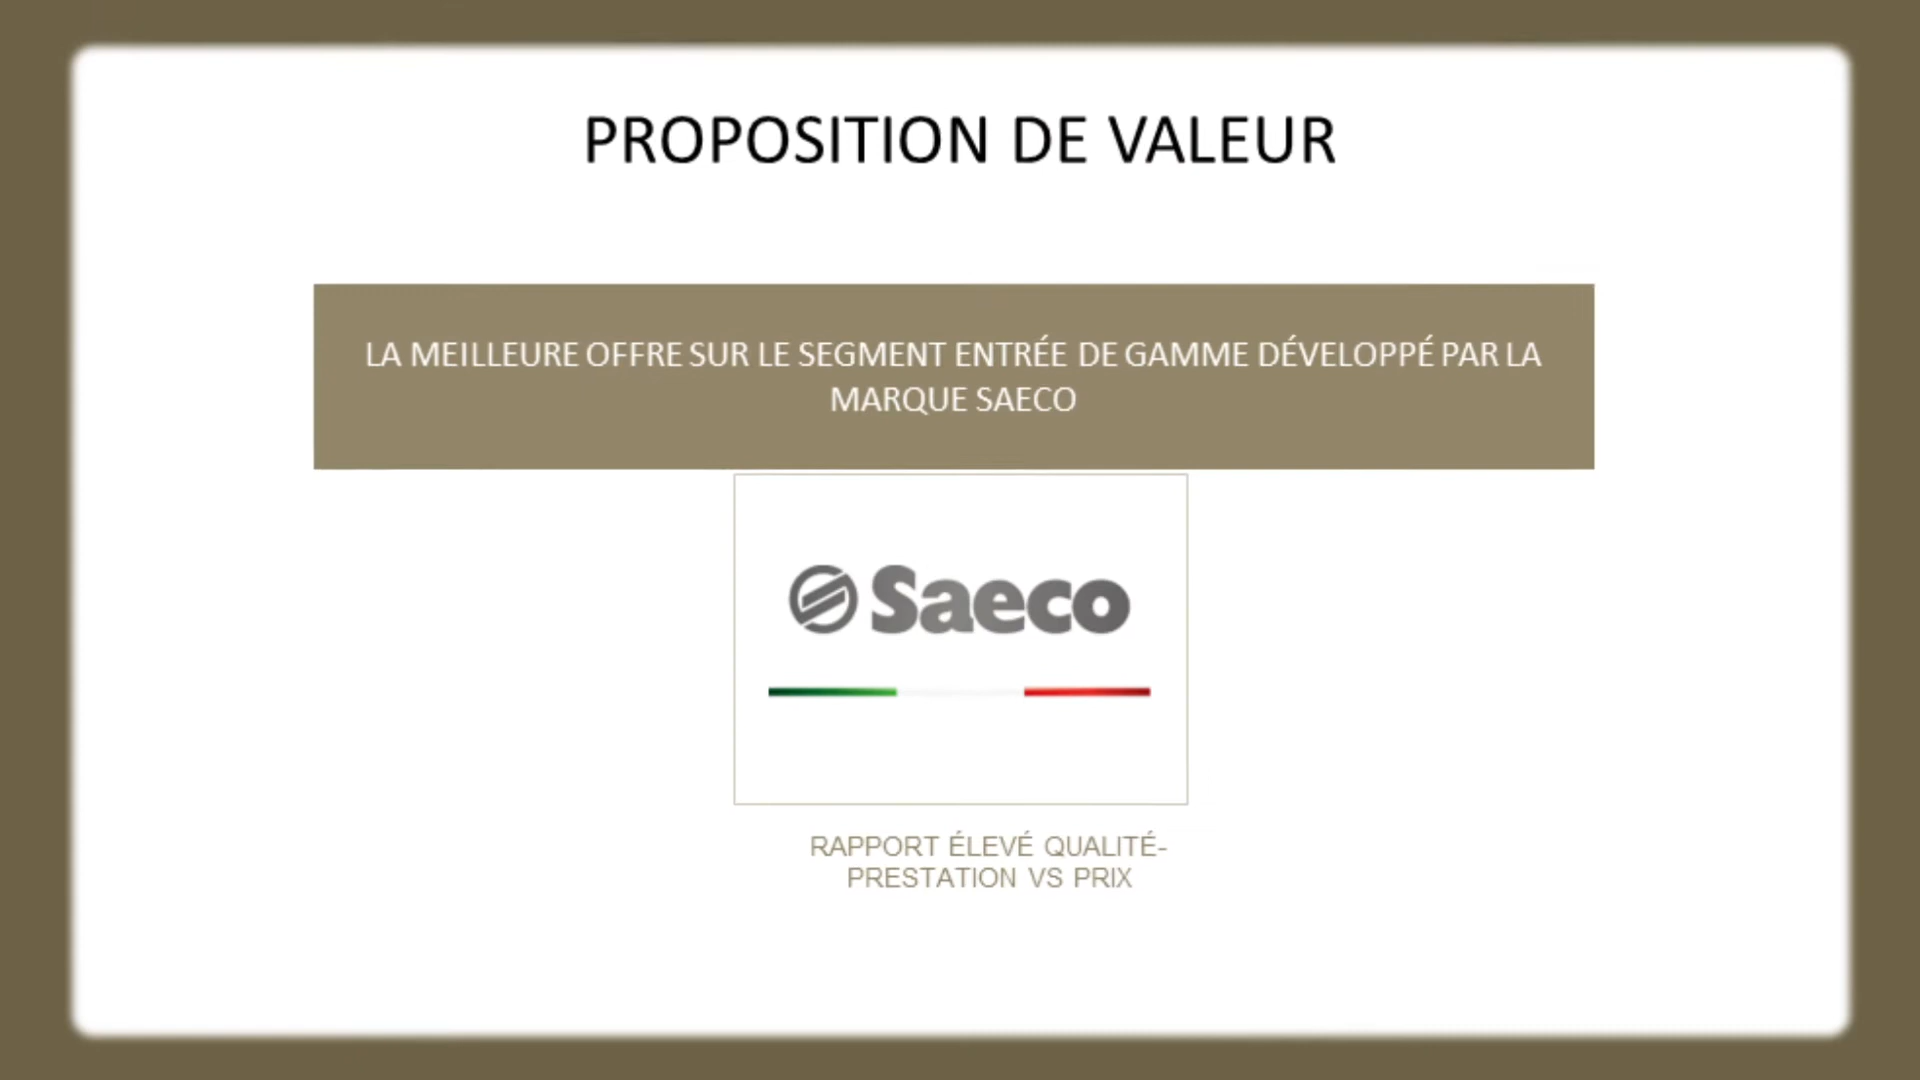 PROPOSITION DE VALEUR
LA MEILLEURE OFFRE SUR LE SEGMENT ENTRÉE DE GAMME DÉVELOPPÉ PAR LA
MARQUE SAECO
Saeco
RAPPORT ÉLEVÉ QUALITÉ-
PRESTATION VS PRIX